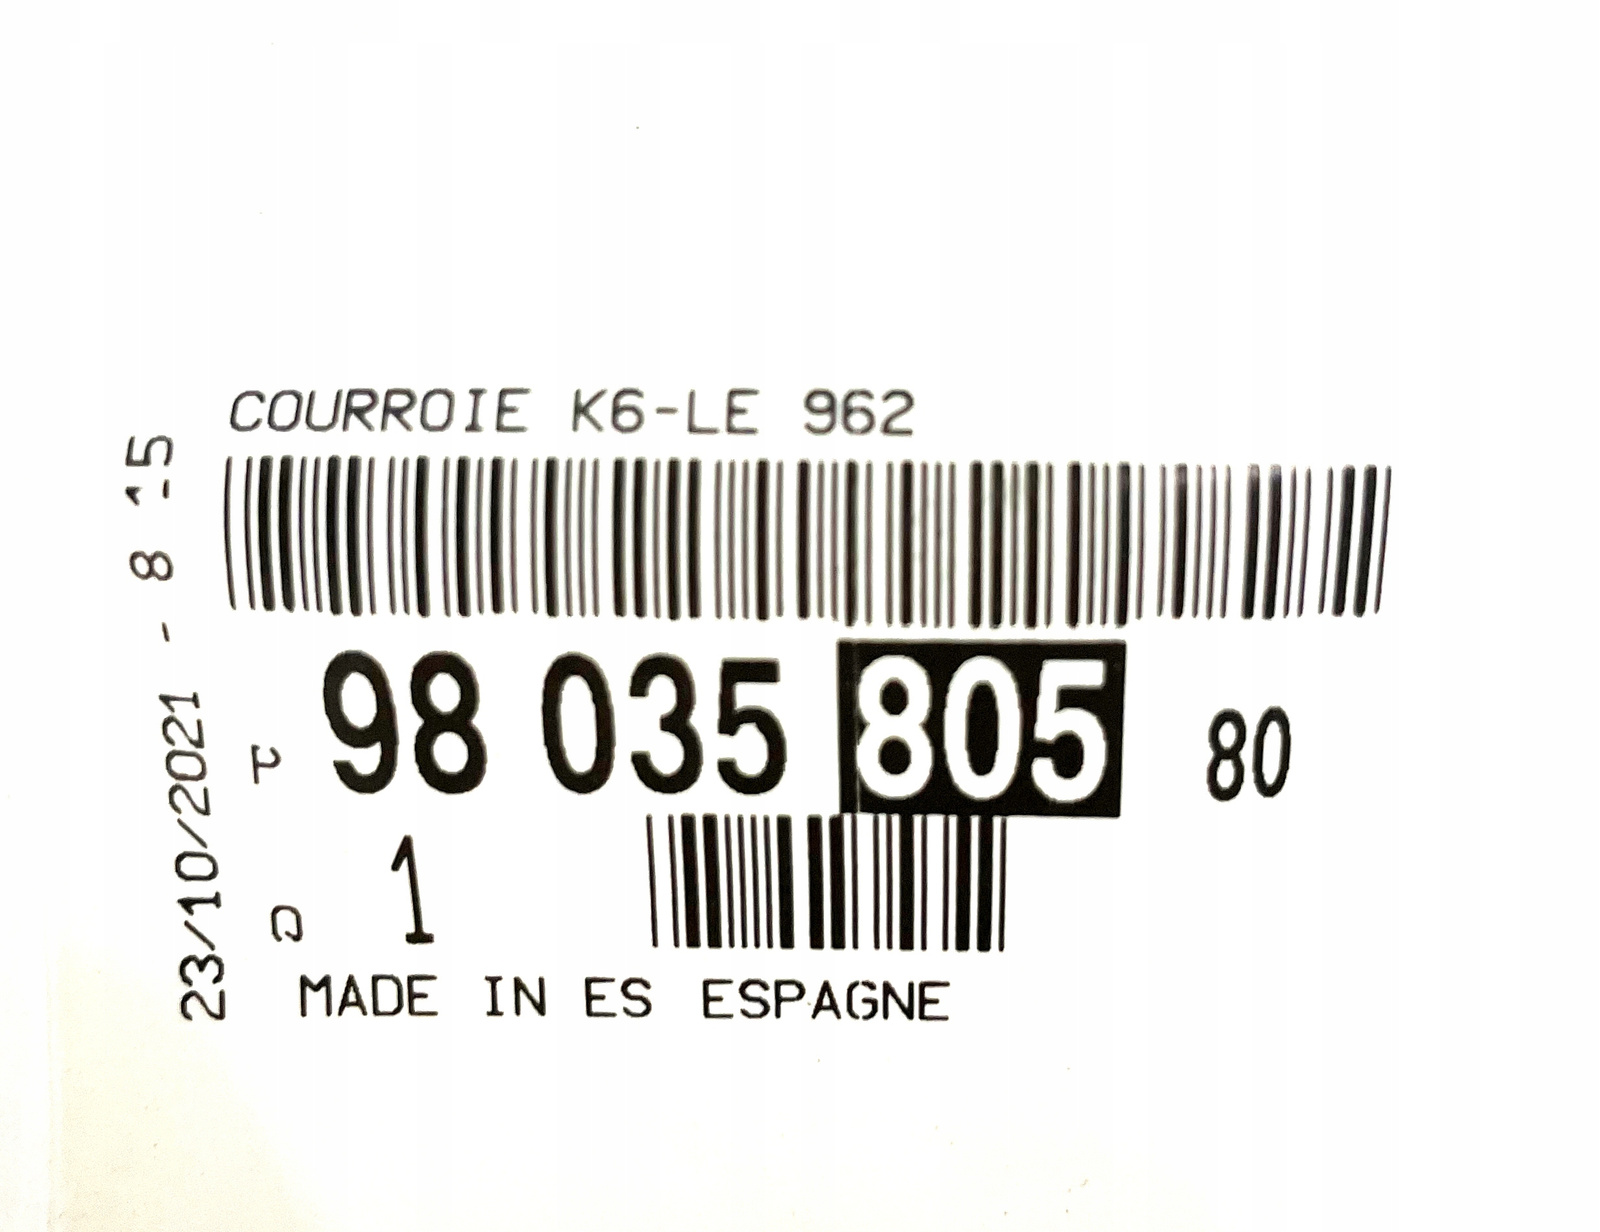 COURROIE K6-LE 962
P 98 035 805 80
Q 1
MADE IN ES ESPAGNE
23/10/2021 - 8 15